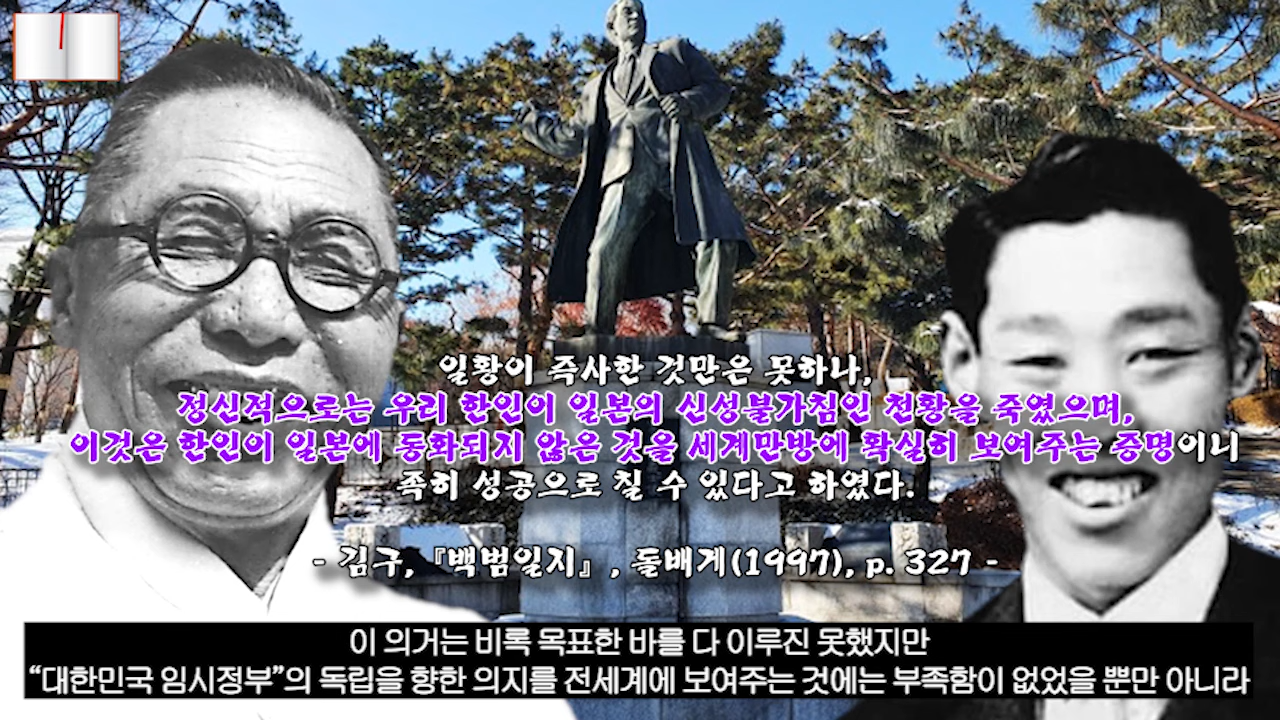 일황이 즉사한 것만은 못하나,
정신적으로는 우리 한인이 일본의 신성불가침인 천황을 죽였으며,
이것은 한인이 일본에 동화되지 않은 것을 세계만방에 확실히 보여주는 증명이니
족히 성공으로 칠 수 있다고 하였다.
- 김구,『백범일지』, 돌배게(1997), p. 327 -
이 의거는 비록 목표한 바를 다 이루진 못했지만
“대한민국 임시정부”의 독립을 향한 의지를 전세계에 보여주는 것에는 부족함이 없었을 뿐만 아니라